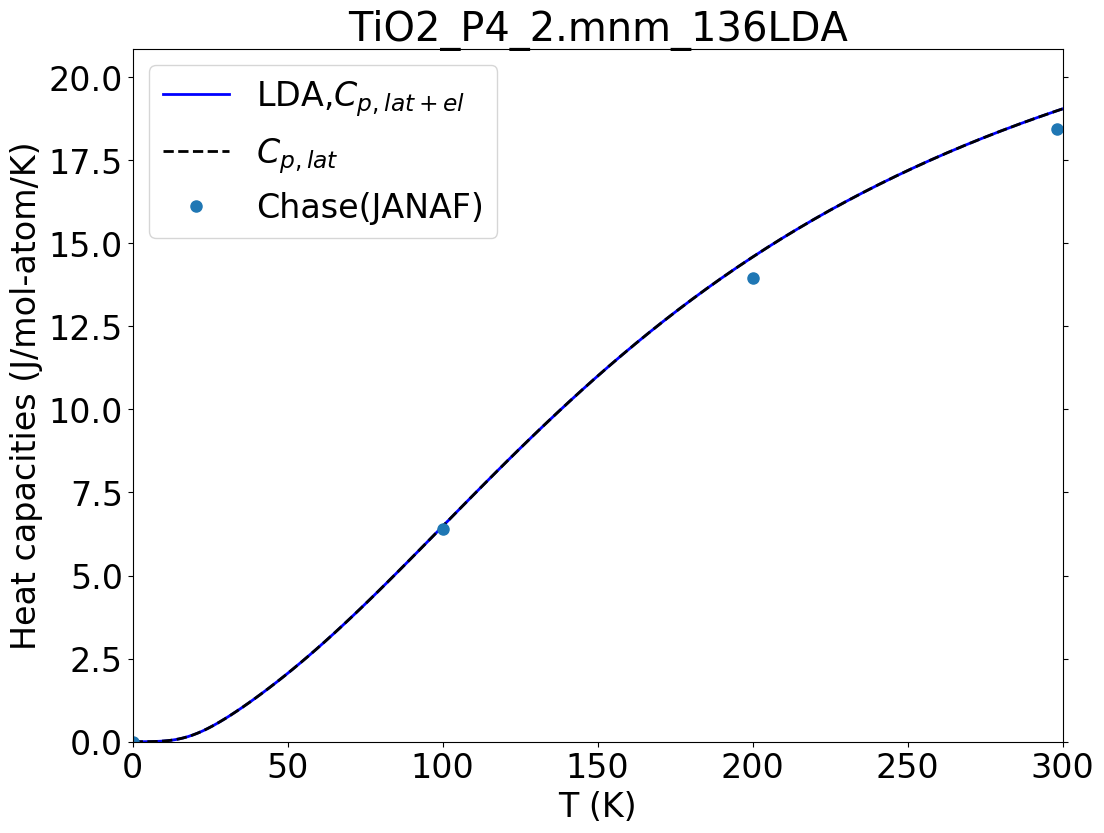 TiO2_P4_2.mnm_136LDA
LDA,C_{p, lat+el}
C_{p, lat}
Chase(JANAF)
Heat capacities (J/mol-atom/K)
20.0
17.5
15.0
12.5
10.0
7.5
5.0
2.5
0.0
0 50 100 150 200 250 300
T (K)